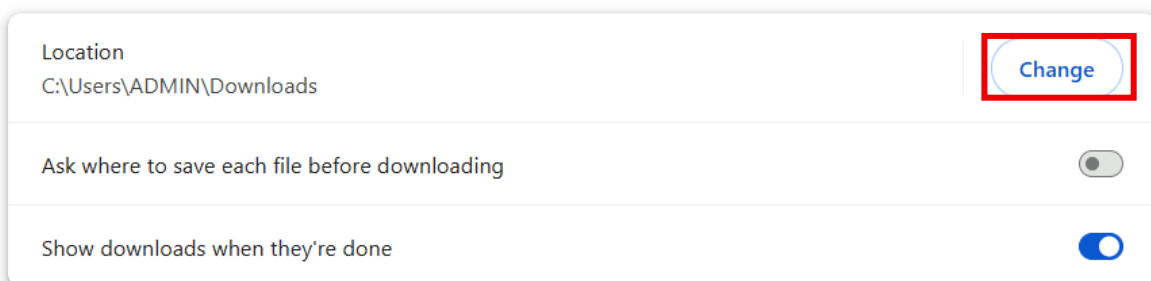 Location
C:\Users\ADMIN\Downloads
Change
Ask where to save each file before downloading
Show downloads when they're done